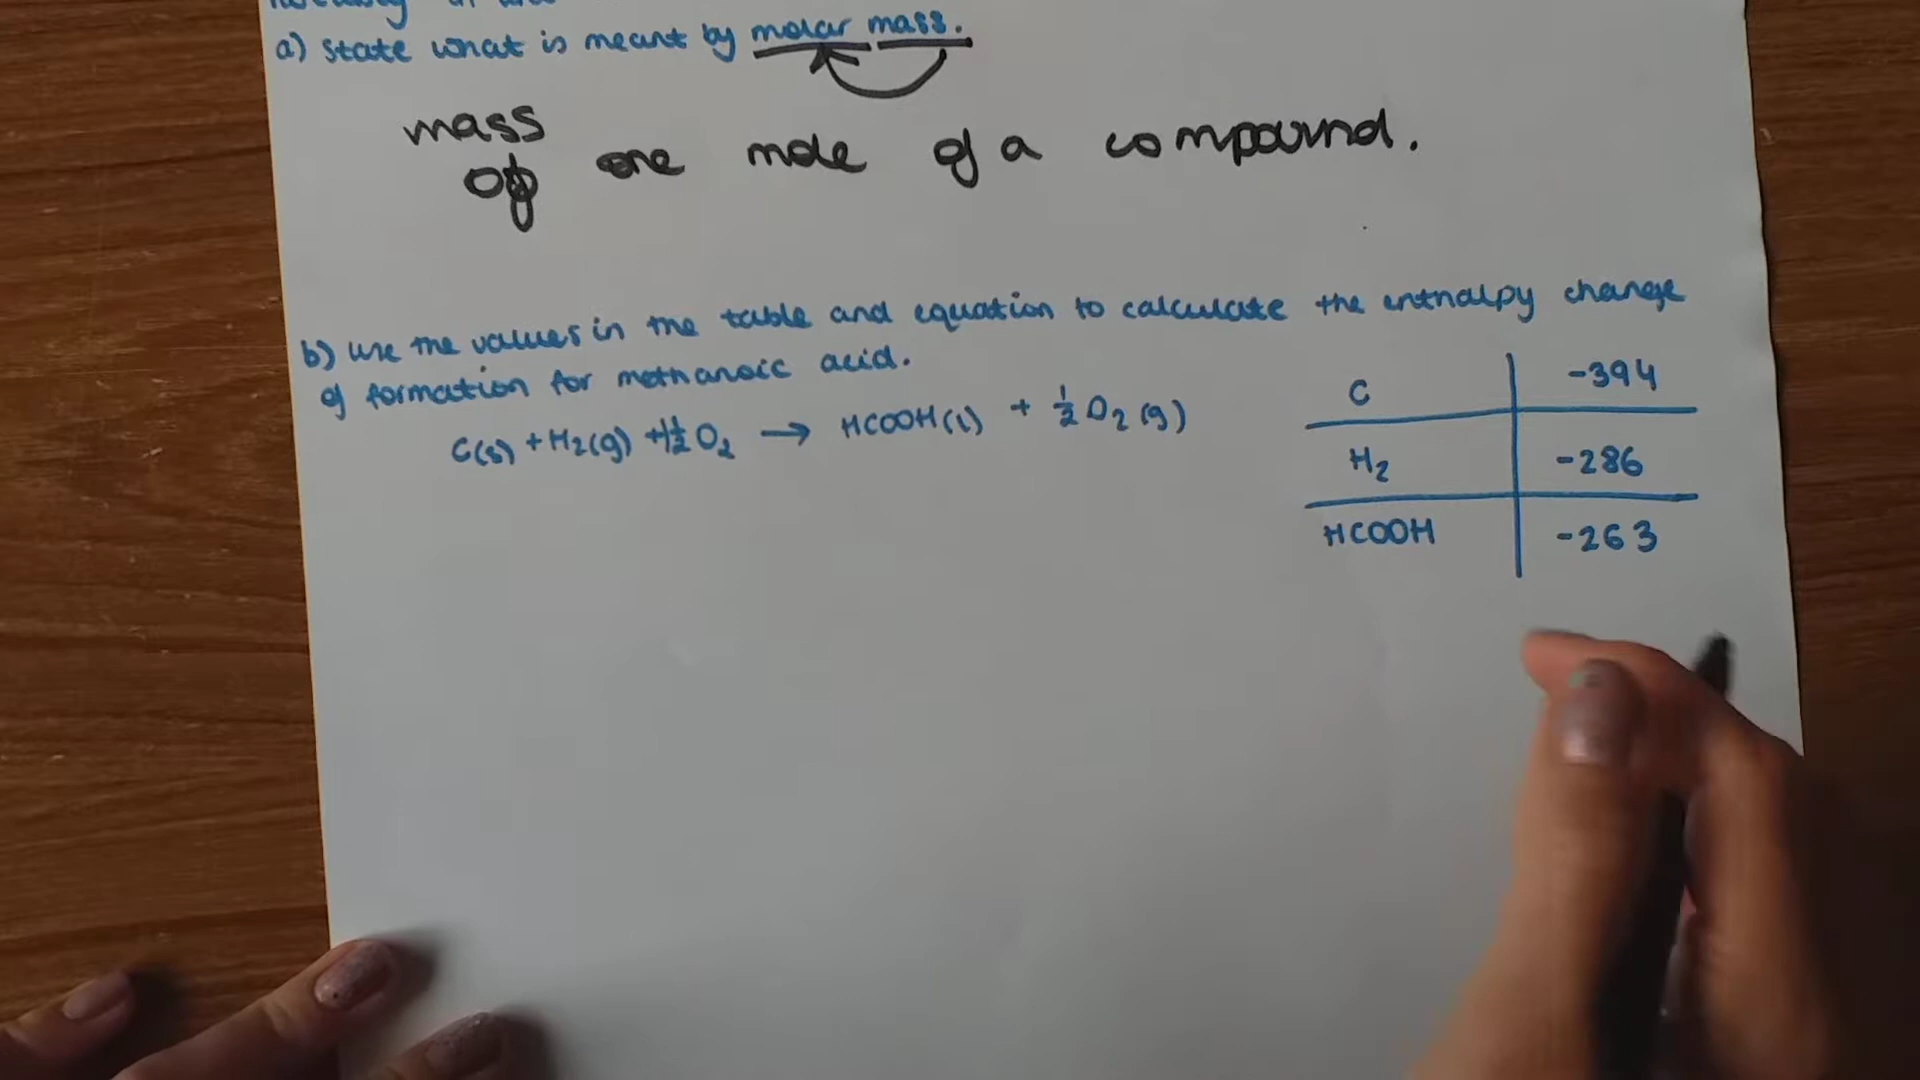 a) state what is meant by molar mass.
mass
of one mole of a compound.
b) use the values in the table and equation to calculate the enthalpy change
of formation for methanoic acid.
C(s) + H₂(g) + 1½ O₂ → HCOOH(l) + ½ O₂ (g)
C -394
H₂ -286
HCOOH -263